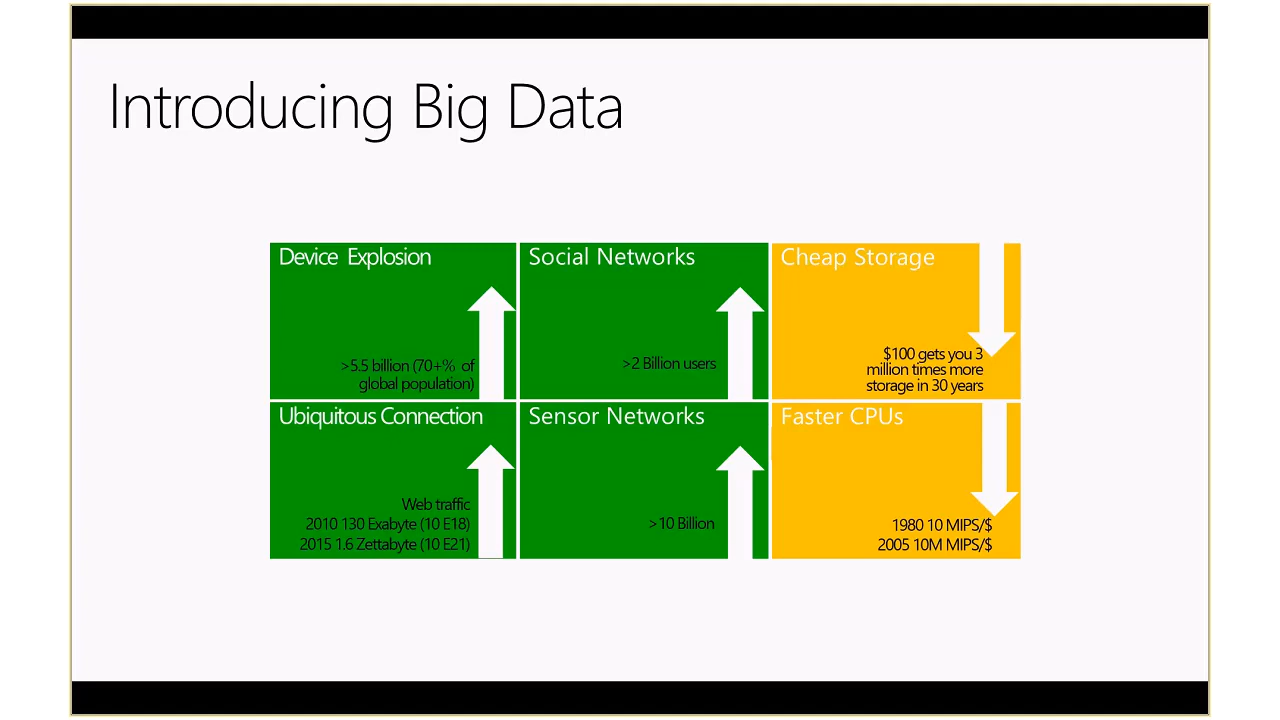 Introducing Big Data
Device Explosion
>5.5 billion (70+% of
global population)
Social Networks
>2 Billion users
Cheap Storage
$100 gets you 3
million times more
storage in 30 years
Ubiquitous Connection
Web traffic
2010 130 Exabyte (10 E18)
2015 1.6 Zettabyte (10 E21)
Sensor Networks
>10 Billion
Faster CPUs
1980 10 MIPS/$
2005 10M MIPS/$